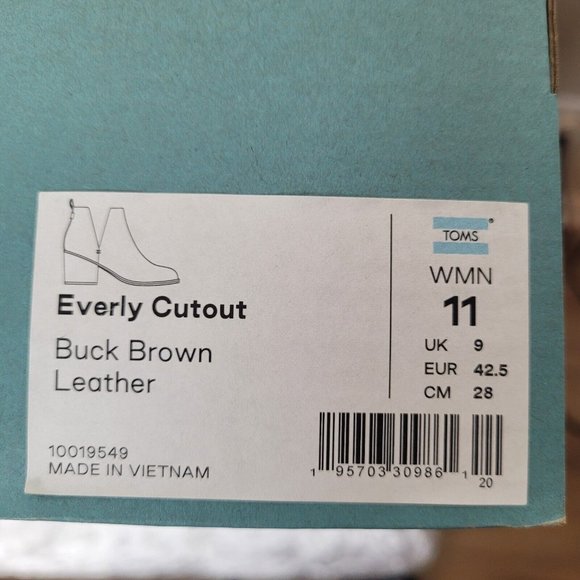 Everly Cutout
Buck Brown
Leather
10019549
MADE IN VIETNAM
TOMS®
WMN
11
UK 9
EUR 42.5
CM 28
1 95703 30986 1
20